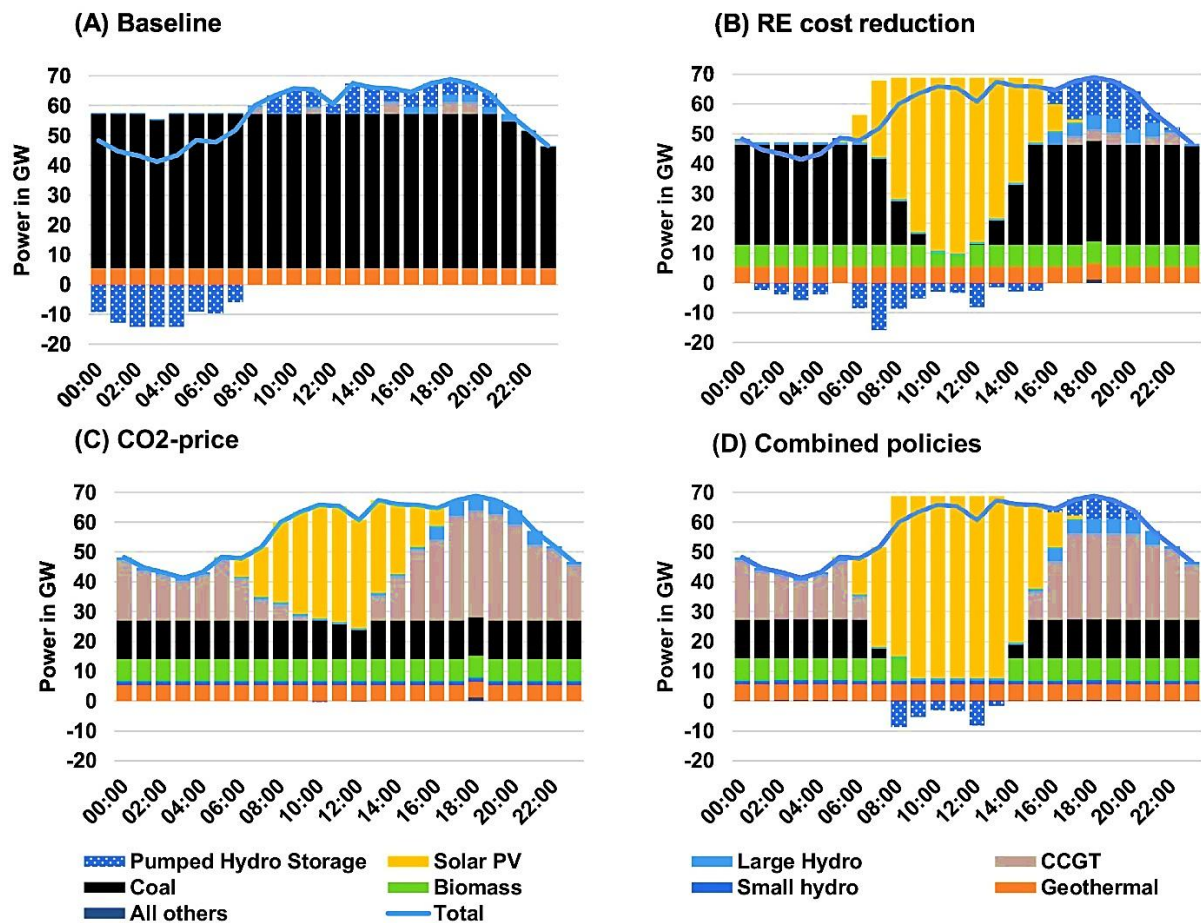 (A) Baseline
Power in GW
70
60
50
40
30
20
10
0
-10
-20
00:00 02:00 04:00 06:00 08:00 10:00 12:00 14:00 16:00 18:00 20:00 22:00
(B) RE cost reduction
Power in GW
70
60
50
40
30
20
10
0
-10
-20
00:00 02:00 04:00 06:00 08:00 10:00 12:00 14:00 16:00 18:00 20:00 22:00
(C) CO2-price
Power in GW
70
60
50
40
30
20
10
0
-10
-20
00:00 02:00 04:00 06:00 08:00 10:00 12:00 14:00 16:00 18:00 20:00 22:00
(D) Combined policies
Power in GW
70
60
50
40
30
20
10
0
-10
-20
00:00 02:00 04:00 06:00 08:00 10:00 12:00 14:00 16:00 18:00 20:00 22:00
Pumped Hydro Storage Solar PV Large Hydro CCGT
Coal Biomass Small hydro Geothermal
All others Total